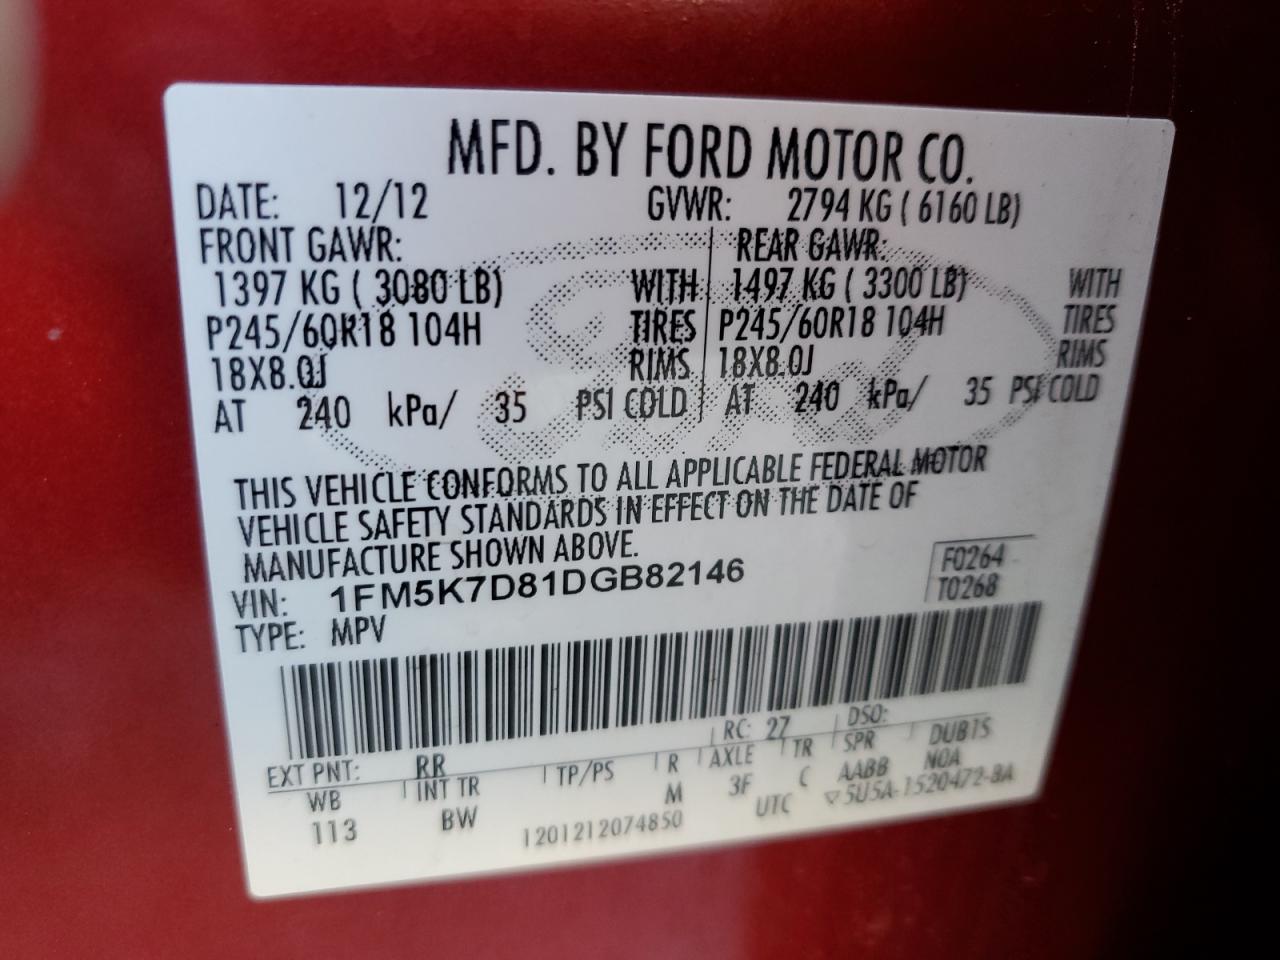 MFD. BY FORD MOTOR CO.
DATE: 12/12 GVWR: 2794 KG ( 6160 LB)
FRONT GAWR: REAR GAWR:
1397 KG ( 3080 LB) WITH 1497 KG ( 3300 LB) WITH
P245/60R18 104H TIRES P245/60R18 104H TIRES
18X8.0J RIMS 18X8.0J RIMS
AT 240 kPa/ 35 PSI COLD AT 240 kPa/ 35 PSI COLD
THIS VEHICLE CONFORMS TO ALL APPLICABLE FEDERAL MOTOR
VEHICLE SAFETY STANDARDS IN EFFECT ON THE DATE OF
MANUFACTURE SHOWN ABOVE.
VIN: 1FM5K7D81DGB82146 F0264
TYPE: MPV T0268
EXT PNT: RR RC: 27 DSO:
WB INT TR TP/PS R AXLE TR SPR DUBIS
113 BW M 3F C AABB NOA
1201212074850 UTC ▽5U5A-1520472-BA